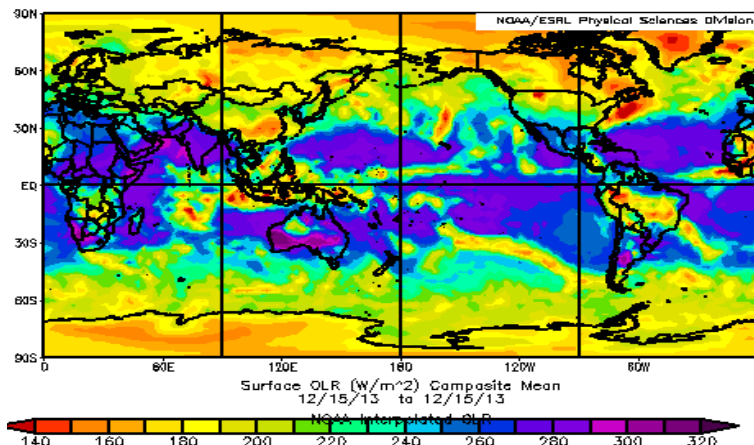 NOAA/ESRL Physical Sciences Division
90N
60N
30N
EQ
30S
60S
90S
0 60E 120E 180 120W 60W
Surface OLR (W/m^2) Composite Mean
12/15/13 to 12/15/13
NOAA Interpolated OLR
140 160 180 200 220 240 260 280 300 320